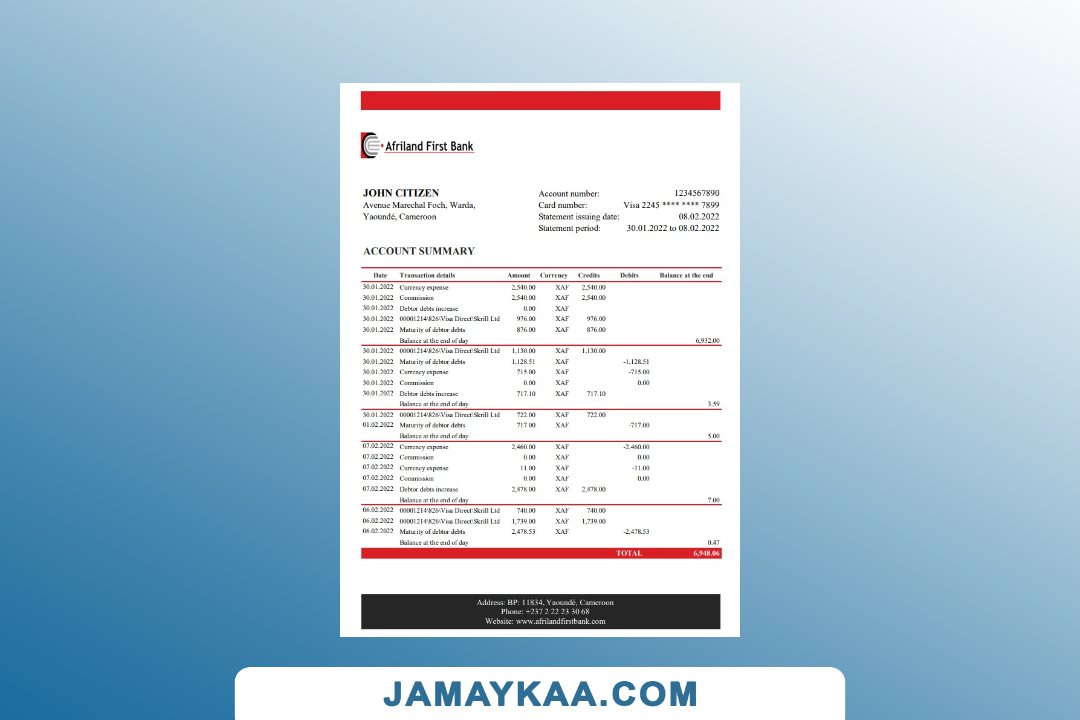 Afriland First Bank
JOHN CITIZEN
Avenue Marechal Foch, Warda,
Yaoundé, Cameroon
Account number: 1234567890
Card number: Visa 2245 **** **** 7899
Statement issuing date: 08.02.2022
Statement period: 30.01.2022 to 08.02.2022
ACCOUNT SUMMARY
Date Transaction details Amount Currency Credits Debits Balance at the end
30.01.2022 Currency expense 2,540.00 XAF 2,540.00
30.01.2022 Commission 2,540.00 XAF 2,540.00
30.01.2022 Debtor debts increase 0.00 XAF
30.01.2022 00001214\826\Visa Direct\Skrill Ltd 976.00 XAF 976.00
30.01.2022 Maturity of debtor debts 876.00 XAF 876.00
Balance at the end of day 6,932.00
30.01.2022 00001214\826\Visa Direct\Skrill Ltd 1,130.00 XAF 1,130.00
30.01.2022 Maturity of debtor debts 1,128.51 XAF -1,128.51
30.01.2022 Currency expense 715.00 XAF -715.00
30.01.2022 Commission 0.00 XAF 0.00
30.01.2022 Debtor debts increase 717.10 XAF 717.10
Balance at the end of day 3.59
30.01.2022 00001214\826\Visa Direct\Skrill Ltd 722.00 XAF 722.00
01.02.2022 Maturity of debtor debts 717.00 XAF -717.00
Balance at the end of day 5.00
07.02.2022 Currency expense 2,460.00 XAF -2,460.00
07.02.2022 Commission 0.00 XAF 0.00
07.02.2022 Currency expense 11.00 XAF -11.00
07.02.2022 Commission 0.00 XAF 0.00
07.02.2022 Debtor debts increase 2,478.00 XAF 2,478.00
Balance at the end of day 7.00
06.02.2022 00001214\826\Visa Direct\Skrill Ltd 740.00 XAF 740.00
06.02.2022 00001214\826\Visa Direct\Skrill Ltd 1,739.00 XAF 1,739.00
06.02.2022 Maturity of debtor debts 2,478.53 XAF -2,478.53
Balance at the end of day 0.47
TOTAL 6,948.06
Address: BP: 11834, Yaoundé, Cameroon
Phone: +237 2 22 23 30 68
Website: www.afrilandfirstbank.com
JAMAYKAA.COM